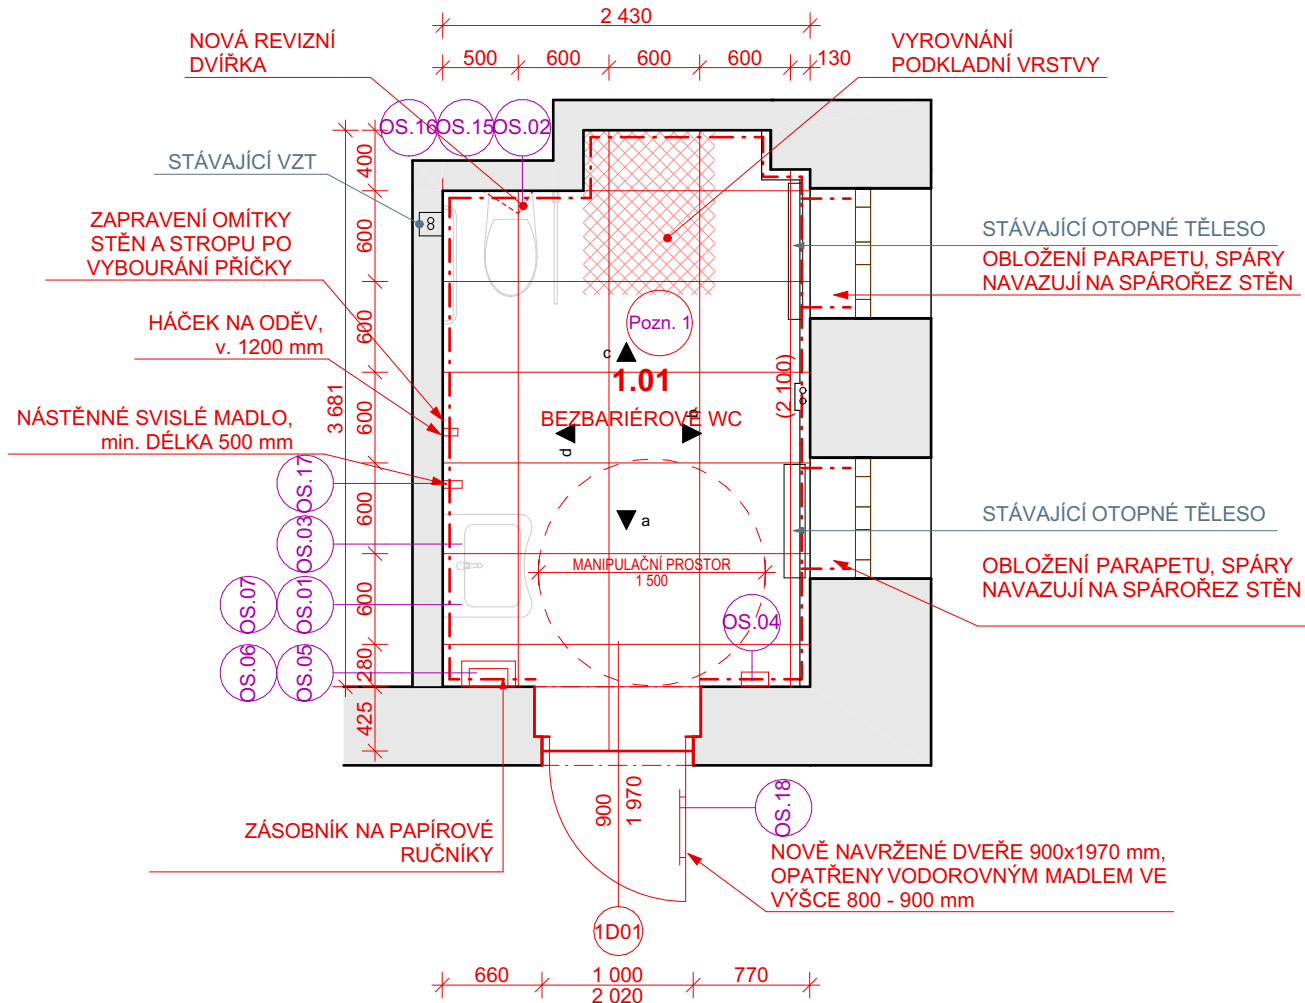 2 430
500
600
600
600
130
NOVÁ REVIZNÍ
DVÍŘKA
VYROVNÁNÍ
PODKLADNÍ VRSTVY
OS.16
OS.15
OS.02
STÁVAJÍCÍ VZT
ZAPRAVENÍ OMÍTKY
STĚN A STROPU PO
VYBOURÁNÍ PŘÍČKY
HÁČEK NA ODĚV,
v. 1200 mm
NÁSTĚNNÉ SVISLÉ MADLO,
min. DÉLKA 500 mm
400
600
600
600
600
600
280
425
3 681
STÁVAJÍCÍ OTOPNÉ TĚLESO
OBLOŽENÍ PARAPETU, SPÁRY
NAVAZUJÍ NA SPÁROŘEZ STĚN
Pozn. 1
c
1.01
BEZBARIÉROVÉ WC
b
d
a
(2 100)
MANIPULAČNÍ PROSTOR
1 500
STÁVAJÍCÍ OTOPNÉ TĚLESO
OBLOŽENÍ PARAPETU, SPÁRY
NAVAZUJÍ NA SPÁROŘEZ STĚN
OS.17
OS.03
OS.07
OS.01
OS.06
OS.05
OS.04
OS.18
900
1 970
ZÁSOBNÍK NA PAPÍROVÉ
RUČNÍKY
NOVĚ NAVRŽENÉ DVEŘE 900x1970 mm,
OPATŘENY VODOROVNÝM MADLEM VE
VÝŠCE 800 - 900 mm
1D01
660
1 000
770
2 020